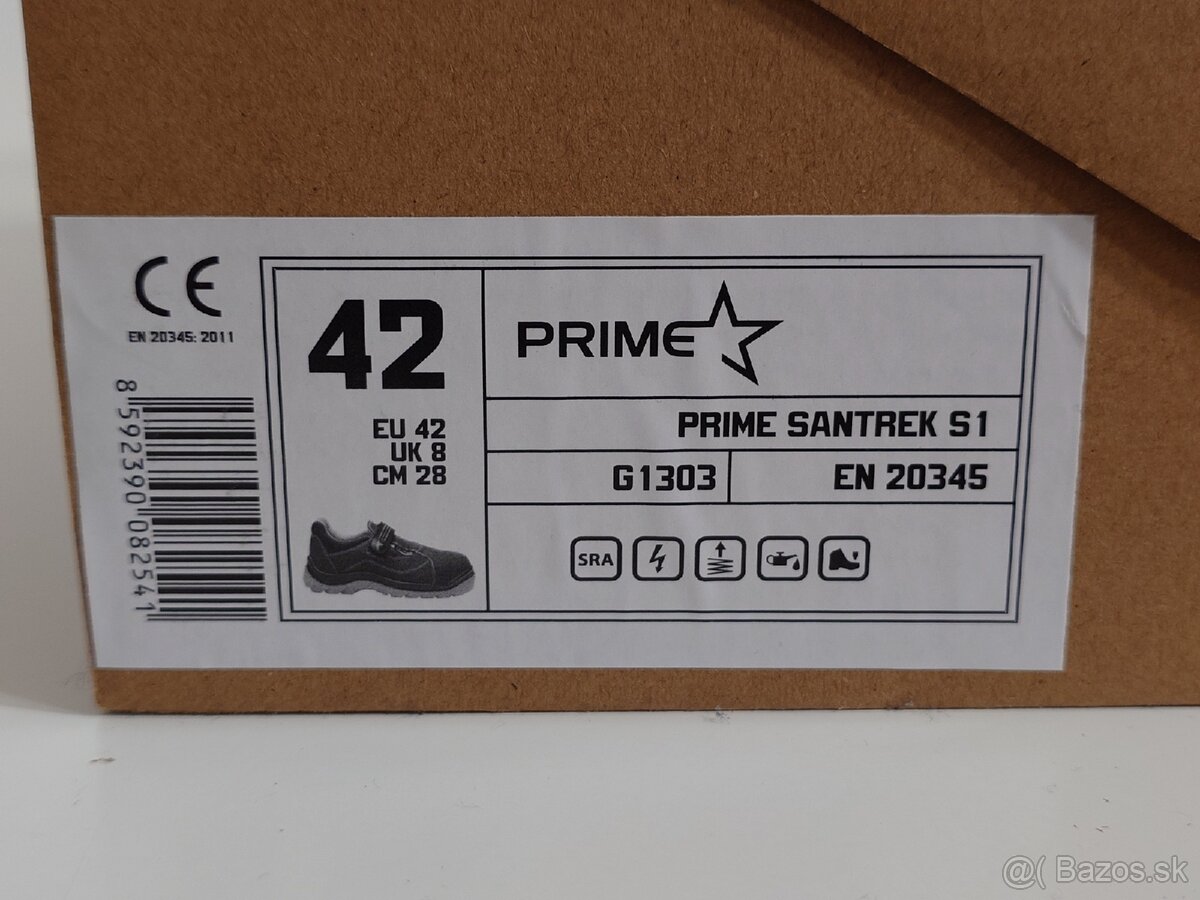 CE
EN 20345: 2011
8 592390 082541
42
EU 42
UK 8
CM 28
PRIME
PRIME SANTREK S1
G1303
EN 20345
SRA
@( Bazos.sk